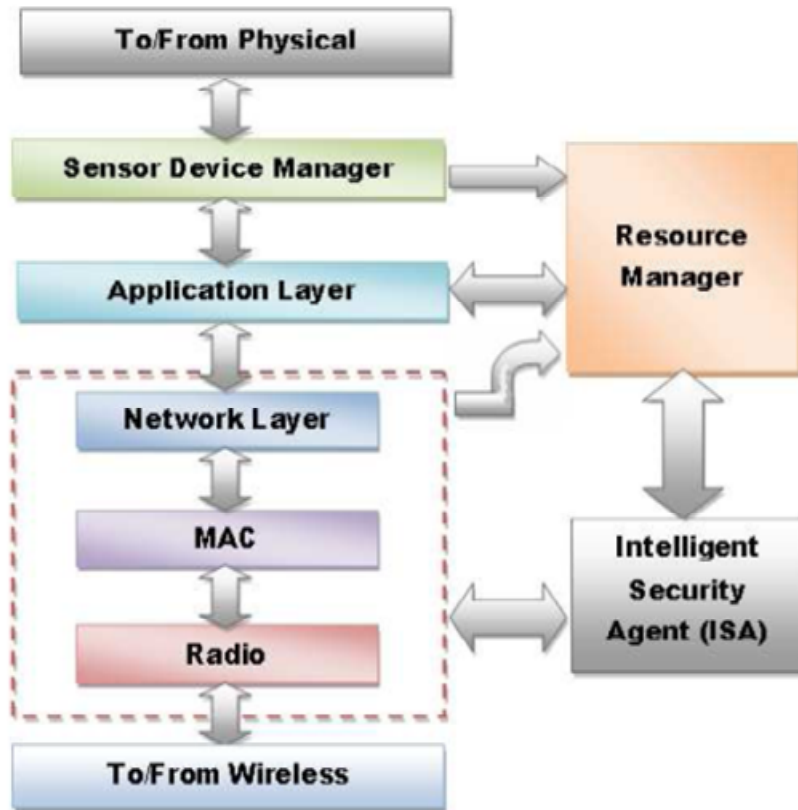 To/From Physical
Sensor Device Manager
Resource
Manager
Application Layer
Network Layer
MAC
Intelligent
Security
Agent (ISA)
Radio
To/From Wireless